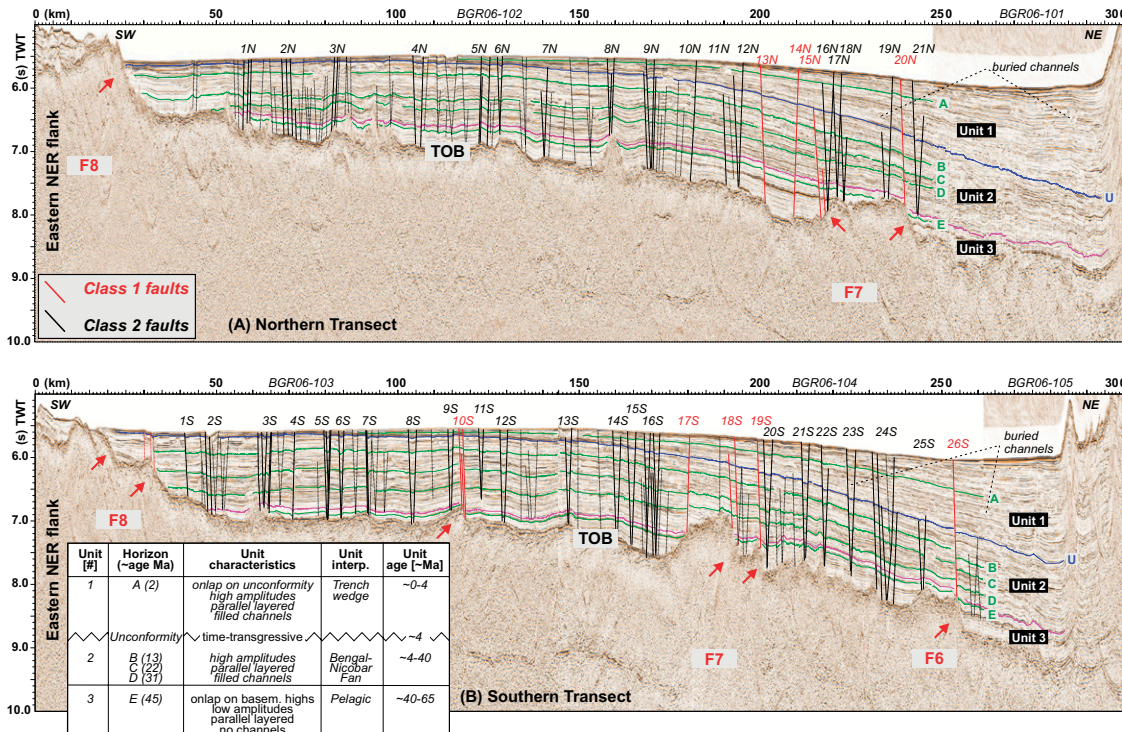 0 (km) 50 BGR06-102 100 150 200 250 BGR06-101 300
SW NE
(s) TWT
1N 2N 3N 4N 5N 6N 7N 8N 9N 10N 11N 12N 13N 14N 15N 16N 17N 18N 19N 20N 21N
buried channels
6.0
7.0
8.0
9.0
10.0
Eastern NER flank
F8
TOB
A
Unit 1
B
C
D
Unit 2
U
E
Unit 3
F7
Class 1 faults
Class 2 faults
(A) Northern Transect
0 (km) BGR06-103 50 100 150 200 BGR06-104 250 BGR06-105 300
SW NE
(s) TWT
1S 2S 3S 4S 5S 6S 7S 8S 9S 10S 11S 12S 13S 14S 15S 16S 17S 18S 19S 20S 21S 22S 23S 24S 25S 26S
buried
channels
6.0
7.0
8.0
9.0
10.0
Eastern NER flank
F8
TOB
A
Unit 1
U
B
C
Unit 2
D
E
Unit 3
F7
F6
(B) Southern Transect
Unit Horizon Unit Unit Unit
[#] (~age Ma) characteristics interp. age [~Ma]
1 A (2) onlap on unconformity Trench ~0-4
high amplitudes wedge
parallel layered
filled channels
Unconformity time-transgressive ~4
2 B (13) high amplitudes Bengal- ~4-40
C (22) parallel layered Nicobar
D (31) filled channels Fan
3 E (45) onlap on basem. highs Pelagic ~40-65
low amplitudes
parallel layered
no channels